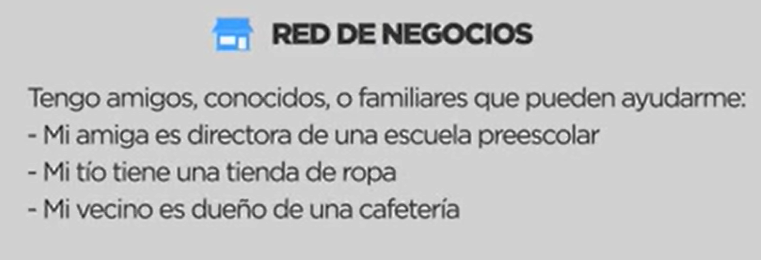 RED DE NEGOCIOS
Tengo amigos, conocidos, o familiares que pueden ayudarme:
- Mi amiga es directora de una escuela preescolar
- Mi tío tiene una tienda de ropa
- Mi vecino es dueño de una cafetería